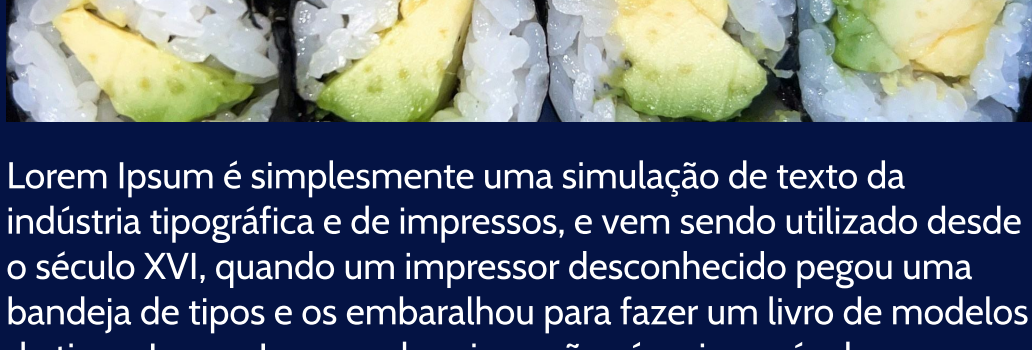 Lorem Ipsum é simplesmente uma simulação de texto da
indústria tipográfica e de impressos, e vem sendo utilizado desde
o século XVI, quando um impressor desconhecido pegou uma
bandeja de tipos e os embaralhou para fazer um livro de modelos